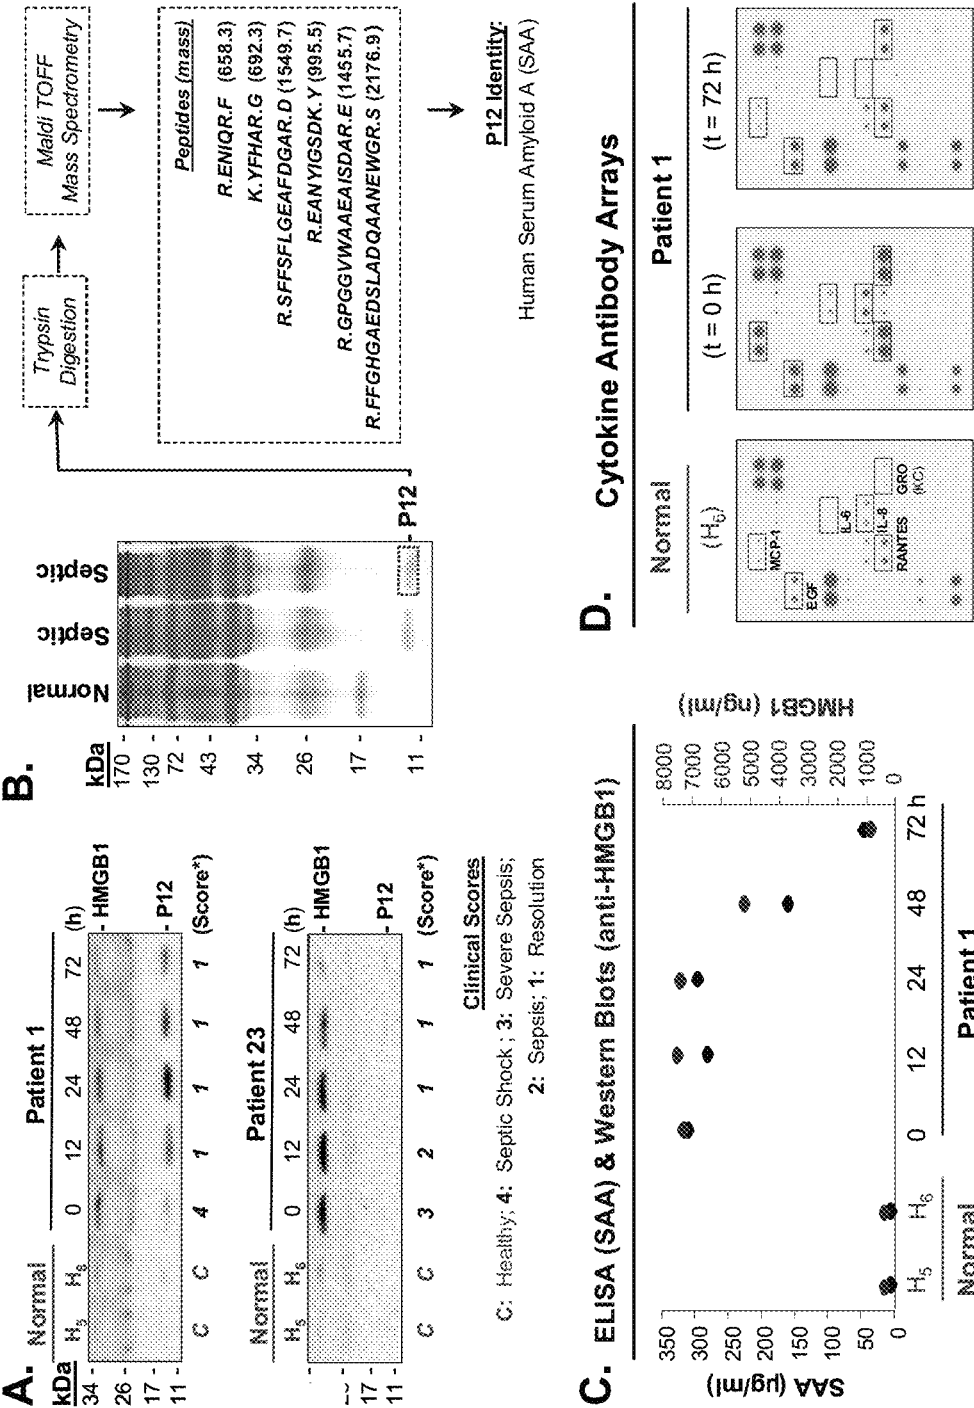 A.
Normal
Patient 1
kDa
H5 H6 0 12 24 48 72 (h)
34
26
17
11
HMGB1
P12
C C 4 1 1 1 1 (Score*)
Normal
Patient 23
H5 H6 0 12 24 48 72 (h)
17
11
HMGB1
P12
C C 3 2 1 1 1 (Score*)
Clinical Scores
C: Healthy; 4: Septic Shock ; 3: Severe Sepsis;
2: Sepsis; 1: Resolution
B.
kDa
Normal
Septic
Septic
170
130
72
43
34
26
17
11
P12
Trypsin
Digestion
Maldi TOFF
Mass Spectrometry
Peptides (mass)
R.ENIQR.F (658.3)
K.YFHAR.G (692.3)
R.SFFSFLGEAFDGAR.D (1549.7)
R.EANYIGSDK.Y (995.5)
R.GPGGVWAAEAISDAR.E (1455.7)
R.FFGHGAEDSLADQAANEWGR.S (2176.9)
P12 Identity:
Human Serum Amyloid A (SAA)
C. ELISA (SAA) & Western Blots (anti-HMGB1)
SAA (µg/ml)
350
300
250
200
150
100
50
0
HMGB1 (ng/ml)
8000
7000
6000
5000
4000
3000
2000
1000
0
H5 H6 0 12 24 48 72 h
Normal
Patient 1
D. Cytokine Antibody Arrays
Normal
Patient 1
(H6)
(t = 0 h)
(t = 72 h)
MCP-1
EGF
IL-6
IL-8
RANTES
GRO
(KC)